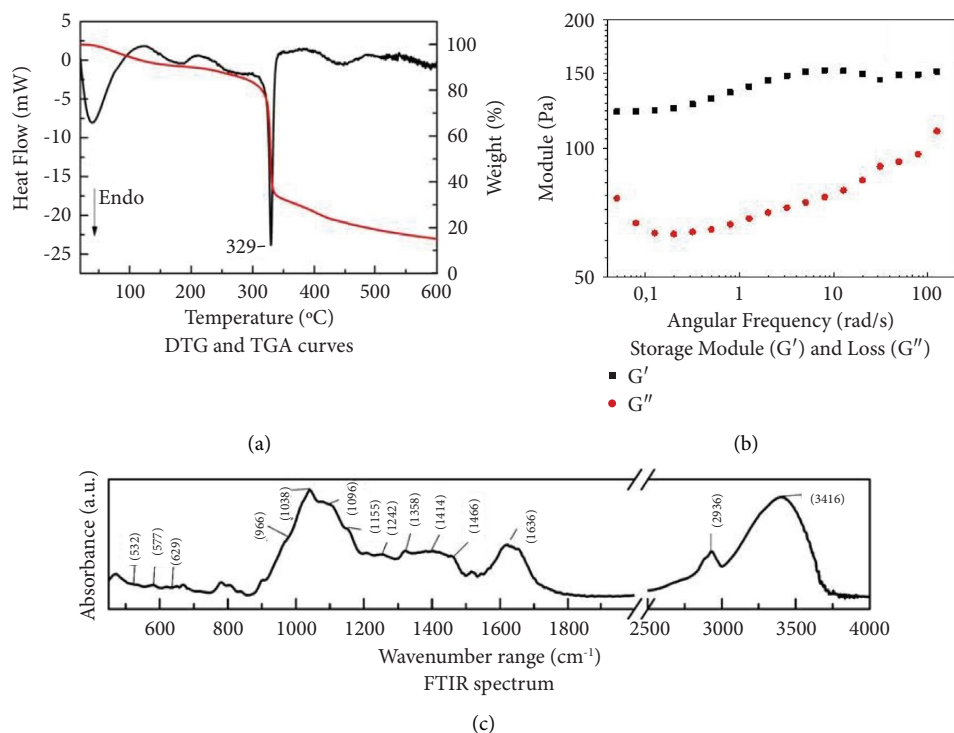 5
0
-5
-10
-15
-20
-25
Heat Flow (mW)
Endo
329
100
80
60
40
20
0
Weight (%)
100 200 300 400 500 600
Temperature (ºC)
DTG and TGA curves
(a)
200
150
100
50
Module (Pa)
0,1 1 10 100
Angular Frequency (rad/s)
Storage Module (G′) and Loss (G″)
G′
G″
(b)
Absorbance (a.u.)
(532)
(577)
(629)
(966)
(1038)
(1096)
(1155)
(1242)
(1358)
(1414)
(1466)
(1636)
(2936)
(3416)
600 1000 1200 1400 1600 1800 2500 3000 3500 4000
Wavenumber range (cm⁻¹)
FTIR spectrum
(c)